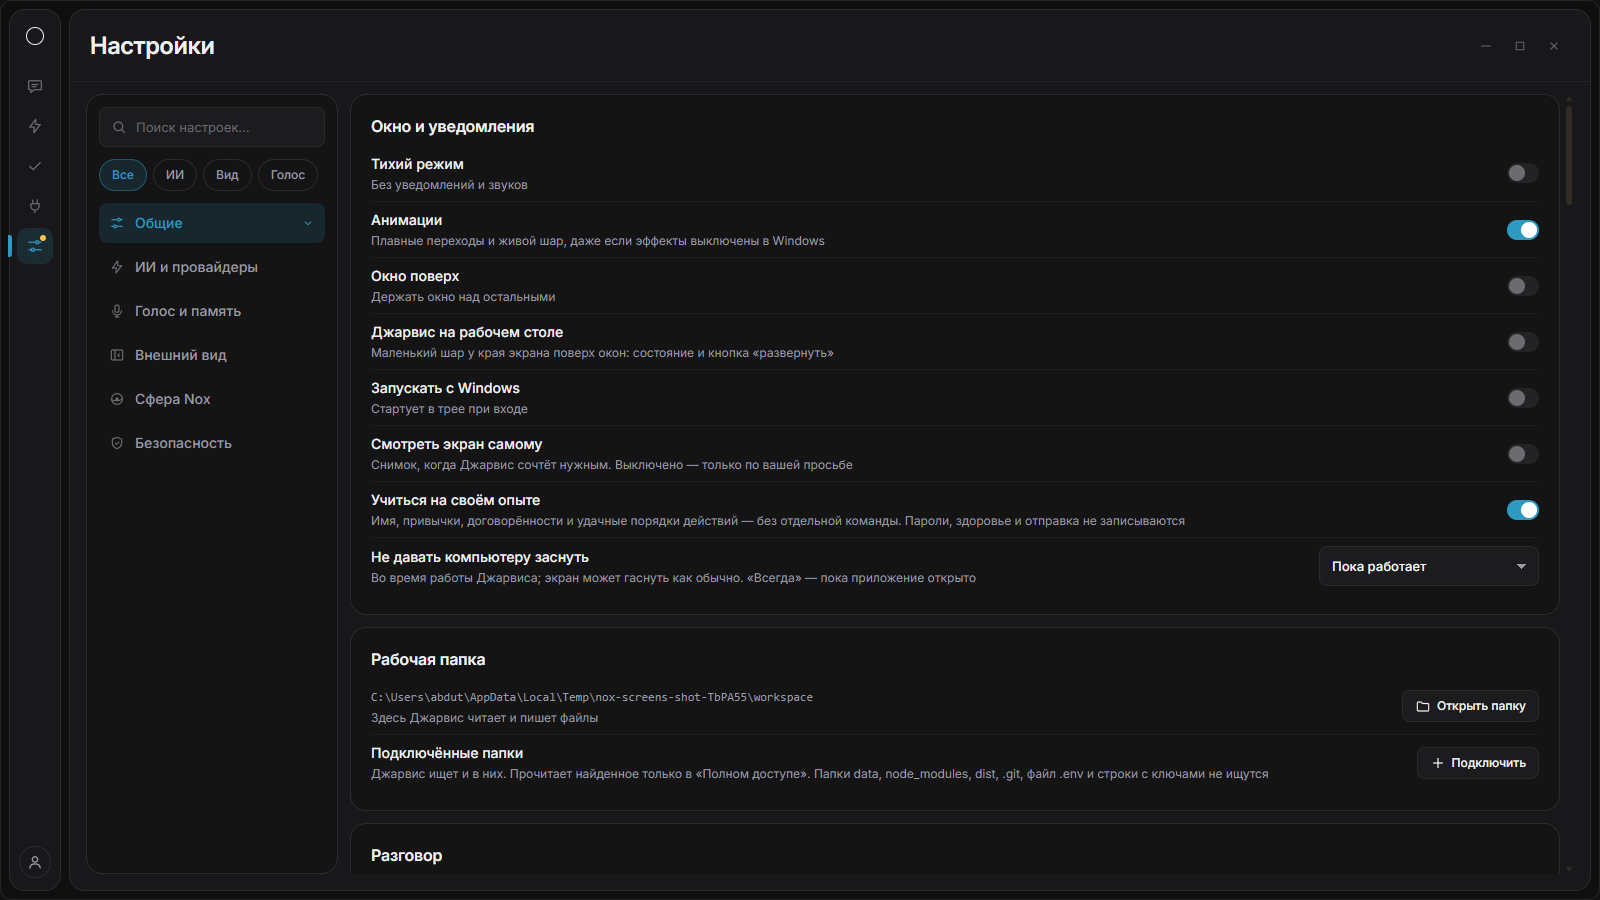 Настройки
Поиск настроек...
Все
ИИ
Вид
Голос
Общие
ИИ и провайдеры
Голос и память
Внешний вид
Сфера Nox
Безопасность
Окно и уведомления
Тихий режим
Без уведомлений и звуков
Анимации
Плавные переходы и живой шар, даже если эффекты выключены в Windows
Окно поверх
Держать окно над остальными
Джарвис на рабочем столе
Маленький шар у края экрана поверх окон: состояние и кнопка «развернуть»
Запускать с Windows
Стартует в трее при входе
Смотреть экран самому
Снимок, когда Джарвис сочтёт нужным. Выключено — только по вашей просьбе
Учиться на своём опыте
Имя, привычки, договорённости и удачные порядки действий — без отдельной команды. Пароли, здоровье и отправка не записываются
Не давать компьютеру заснуть
Во время работы Джарвиса; экран может гаснуть как обычно. «Всегда» — пока приложение открыто
Пока работает
Рабочая папка
C:\Users\abdut\AppData\Local\Temp\nox-screens-shot-TbPA55\workspace
Здесь Джарвис читает и пишет файлы
Открыть папку
Подключённые папки
Джарвис ищет и в них. Прочитает найденное только в «Полном доступе». Папки data, node_modules, dist, .git, файл .env и строки с ключами не ищутся
Подключить
Разговор